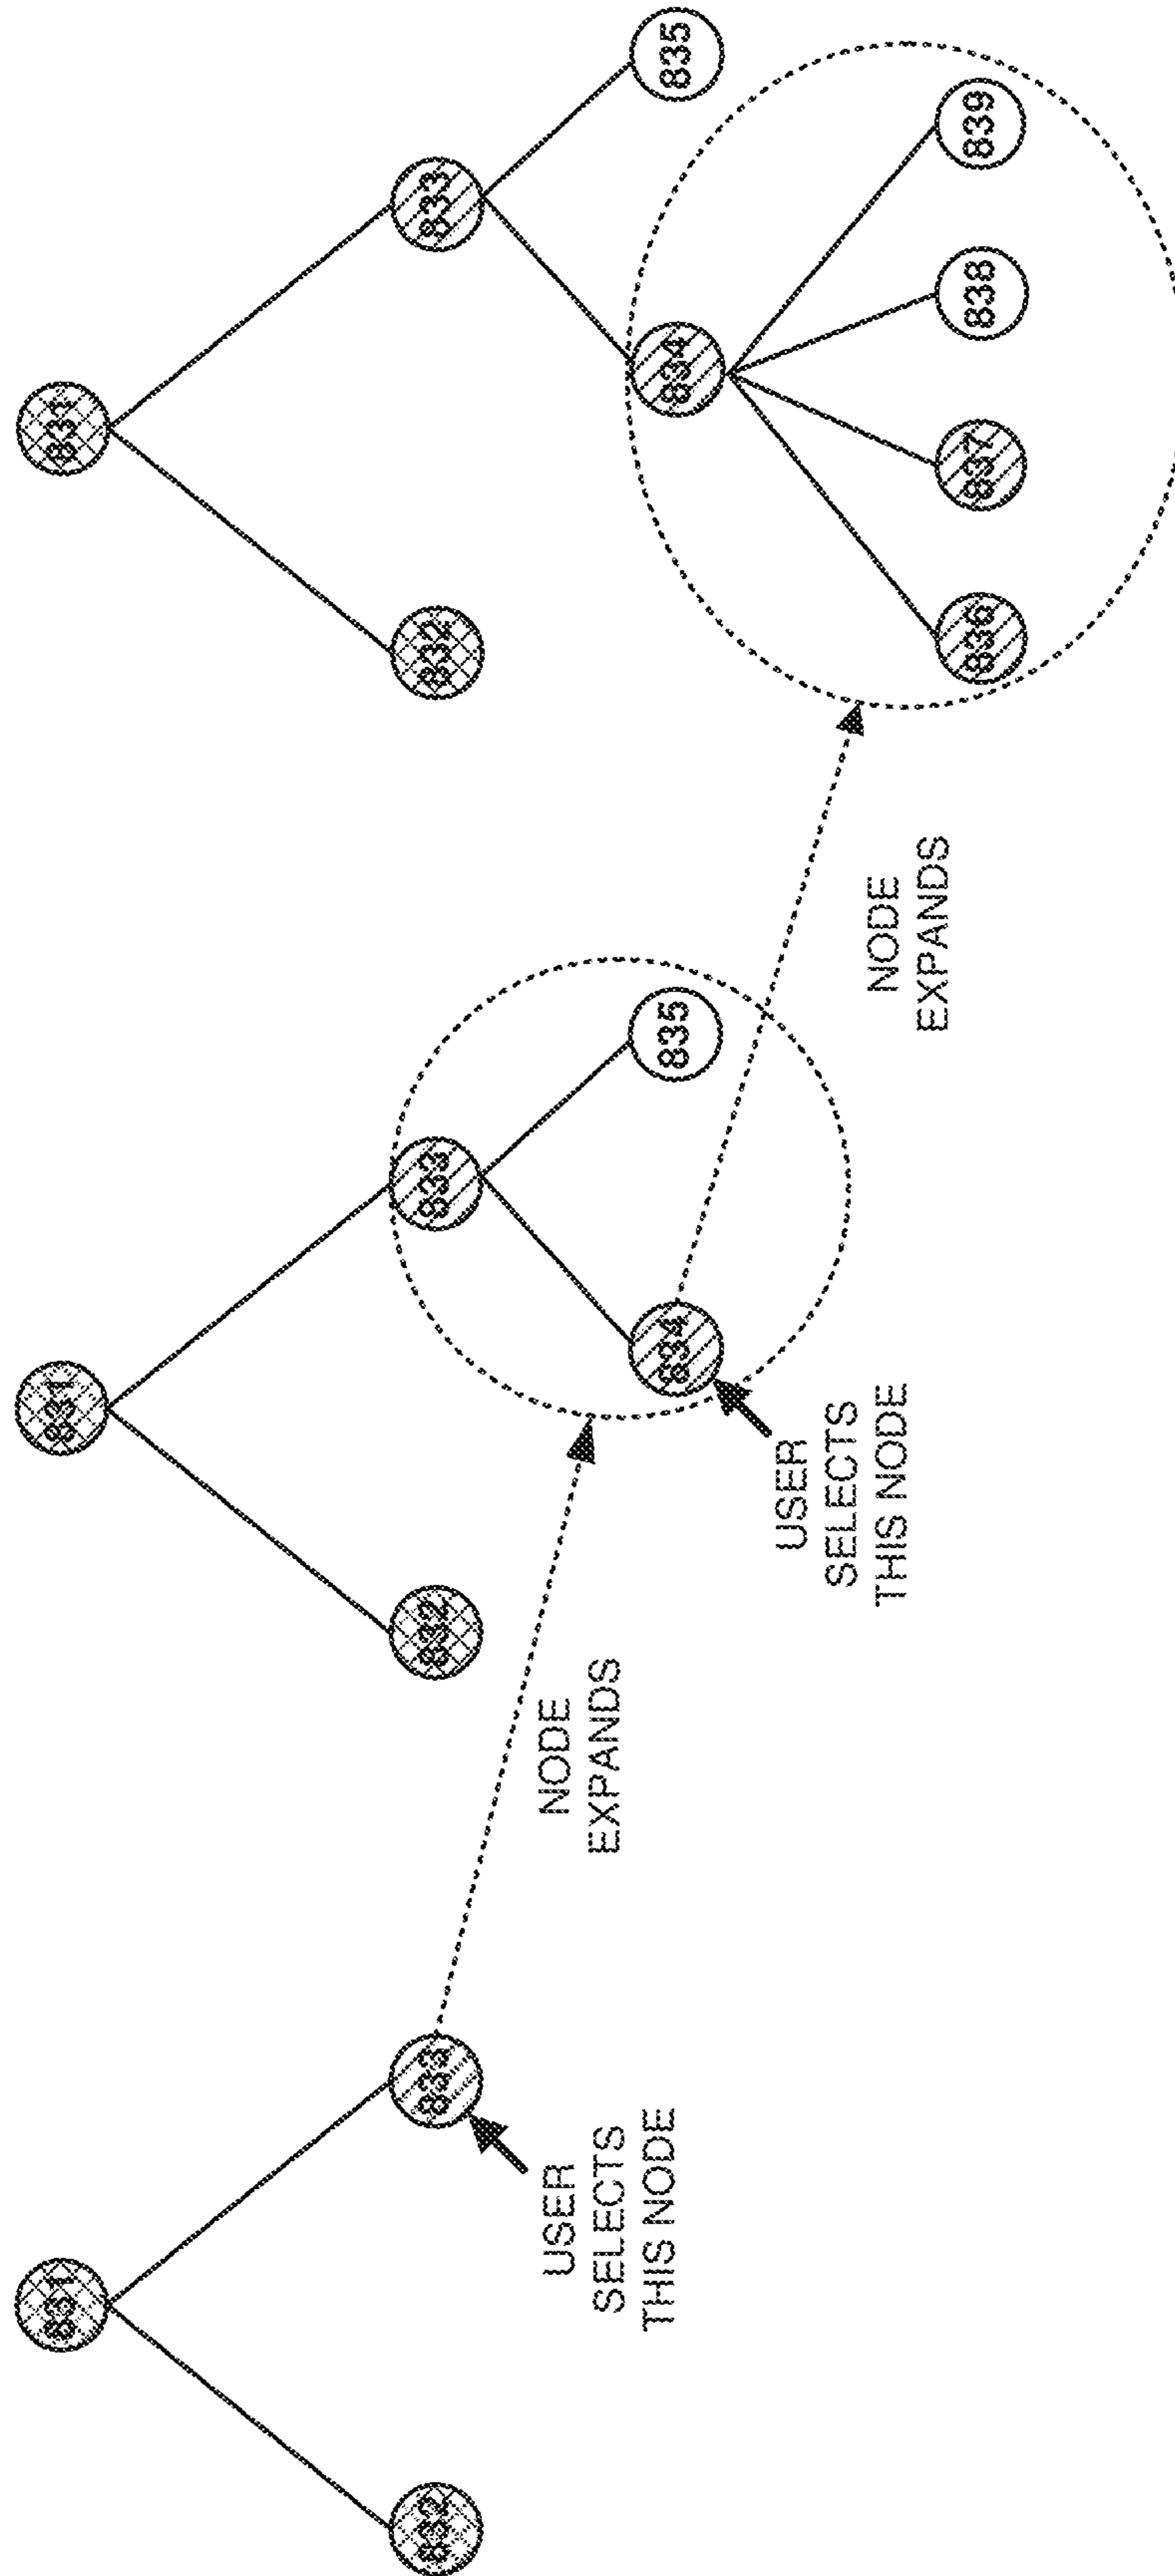 831
832
833
USER
SELECTS
THIS NODE
NODE
EXPANDS
831
832
833
834
835
USER
SELECTS
THIS NODE
NODE
EXPANDS
831
832
833
834
835
836
837
838
839